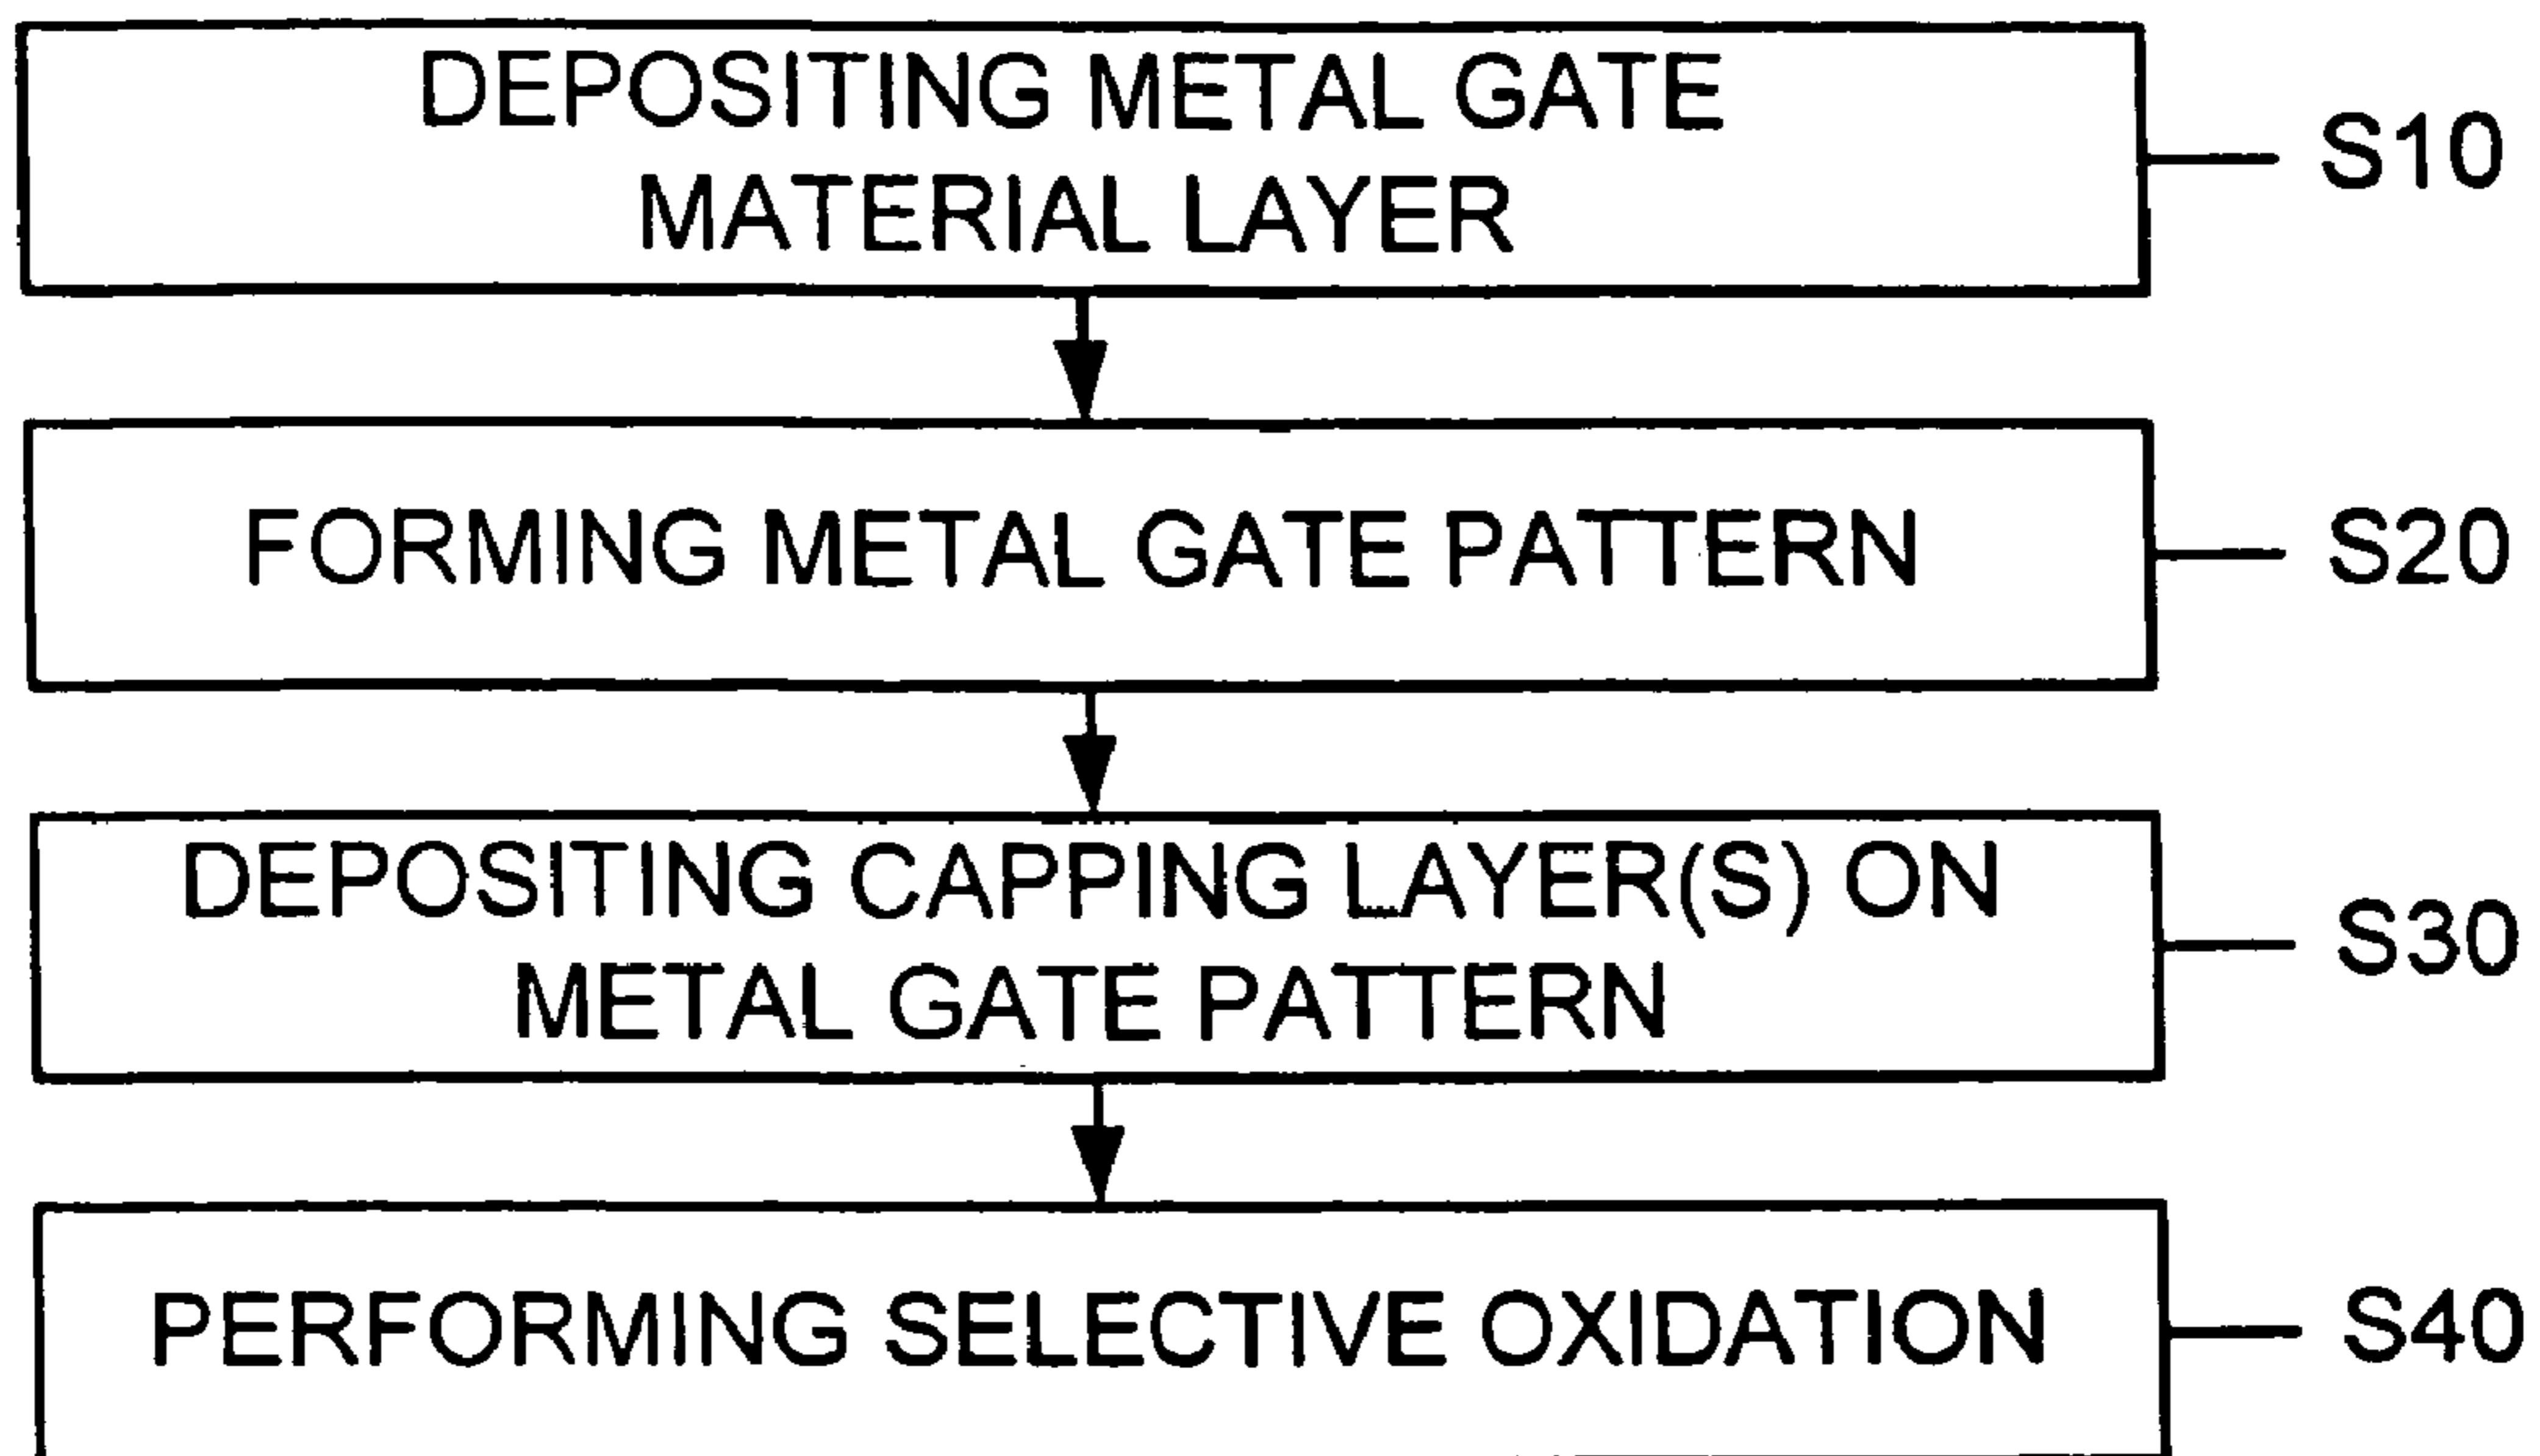 DEPOSITING METAL GATE
MATERIAL LAYER
S10
FORMING METAL GATE PATTERN
S20
DEPOSITING CAPPING LAYER(S) ON
METAL GATE PATTERN
S30
PERFORMING SELECTIVE OXIDATION
S40